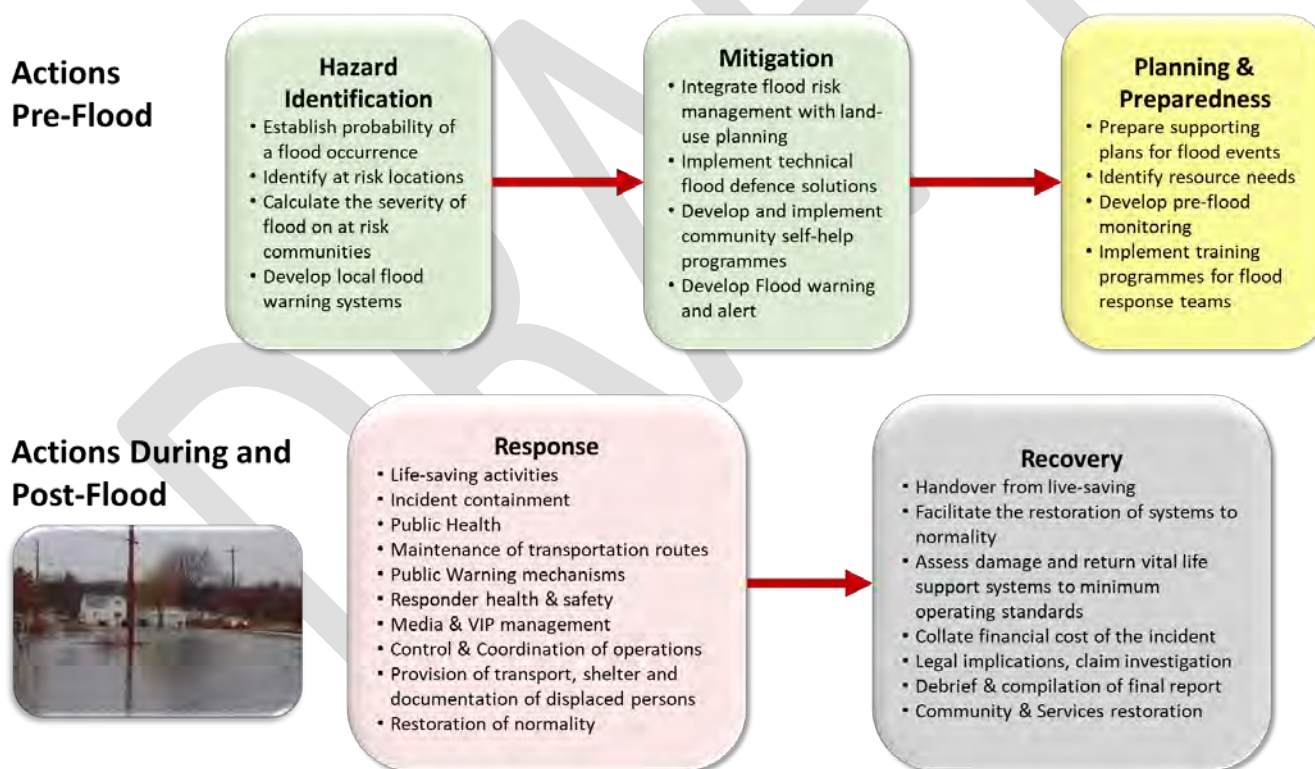 Actions
Pre-Flood
Hazard
Identification
• Establish probability of
a flood occurrence
• Identify at risk locations
• Calculate the severity of
flood on at risk
communities
• Develop local flood
warning systems
Mitigation
• Integrate flood risk
management with land-
use planning
• Implement technical
flood defence solutions
• Develop and implement
community self-help
programmes
• Develop Flood warning
and alert
Planning &
Preparedness
• Prepare supporting
plans for flood events
• Identify resource needs
• Develop pre-flood
monitoring
• Implement training
programmes for flood
response teams
Actions During and
Post-Flood
Response
• Life-saving activities
• Incident containment
• Public Health
• Maintenance of transportation routes
• Public Warning mechanisms
• Responder health & safety
• Media & VIP management
• Control & Coordination of operations
• Provision of transport, shelter and
documentation of displaced persons
• Restoration of normality
Recovery
• Handover from live-saving
• Facilitate the restoration of systems to
normality
• Assess damage and return vital life
support systems to minimum
operating standards
• Collate financial cost of the incident
• Legal implications, claim investigation
• Debrief & compilation of final report
• Community & Services restoration